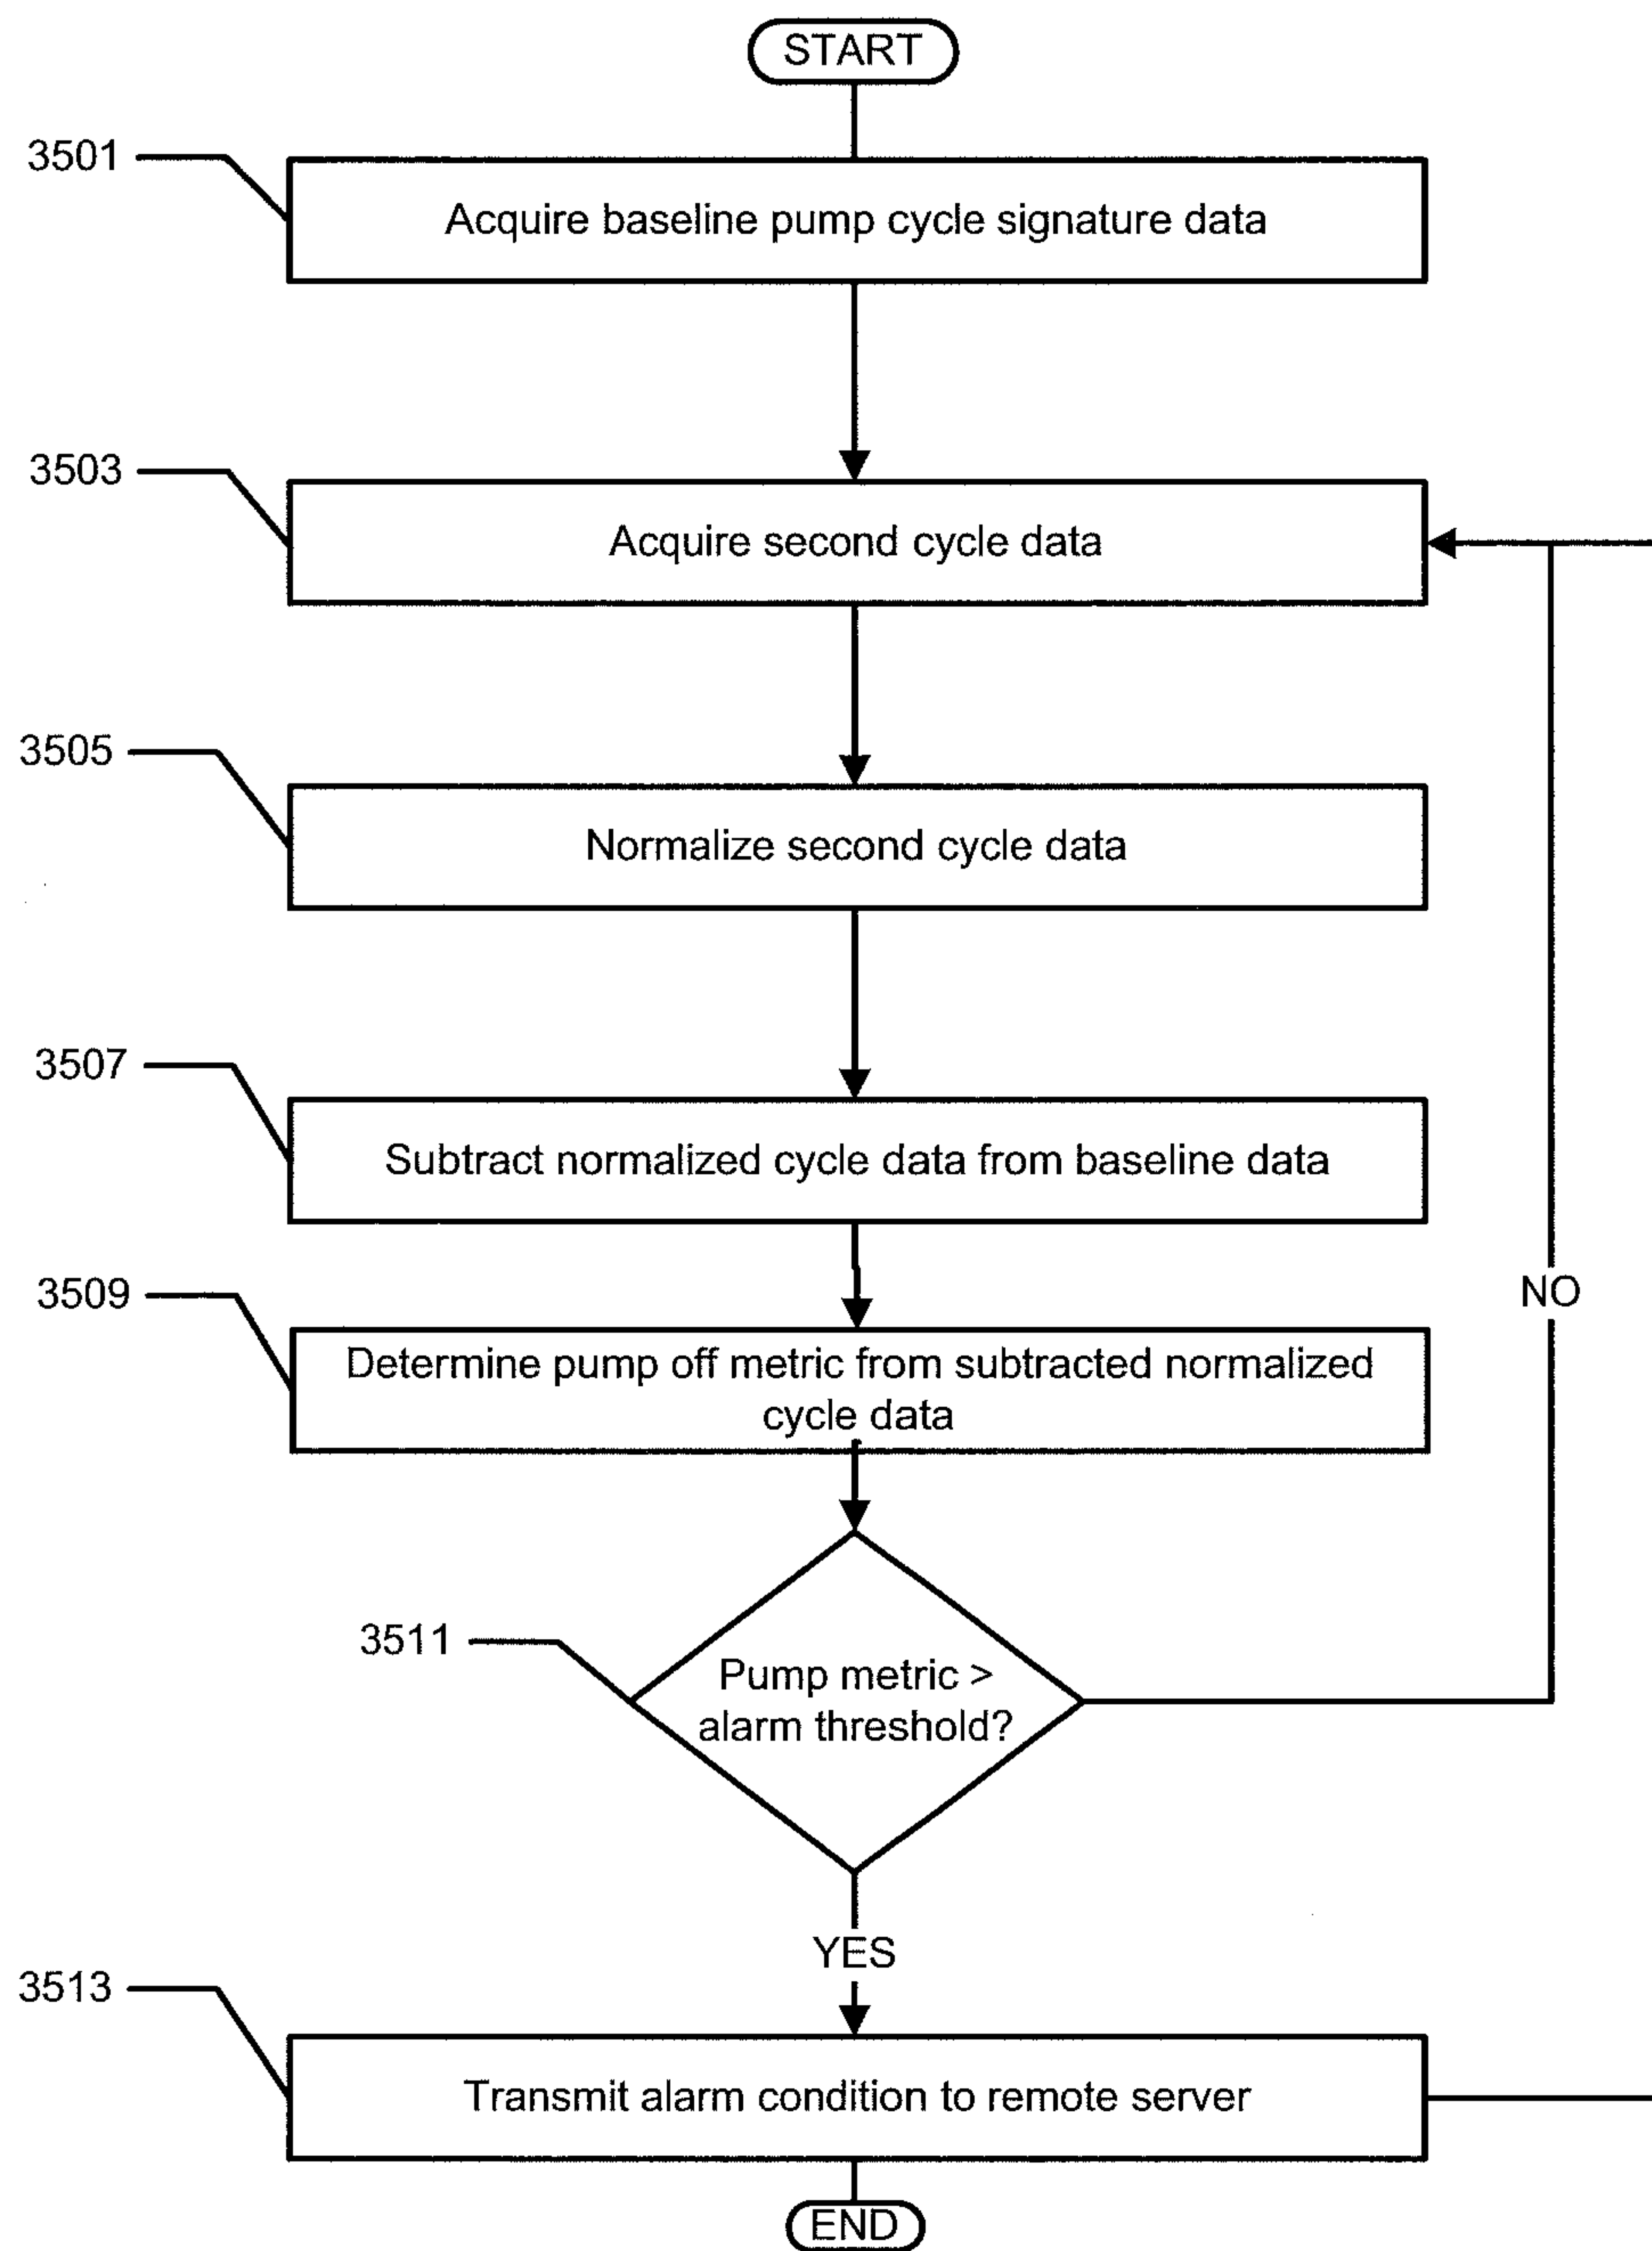 START
3501
Acquire baseline pump cycle signature data
3503
Acquire second cycle data
3505
Normalize second cycle data
3507
Subtract normalized cycle data from baseline data
3509
Determine pump off metric from subtracted normalized
cycle data
NO
3511
Pump metric >
alarm threshold?
YES
3513
Transmit alarm condition to remote server
END